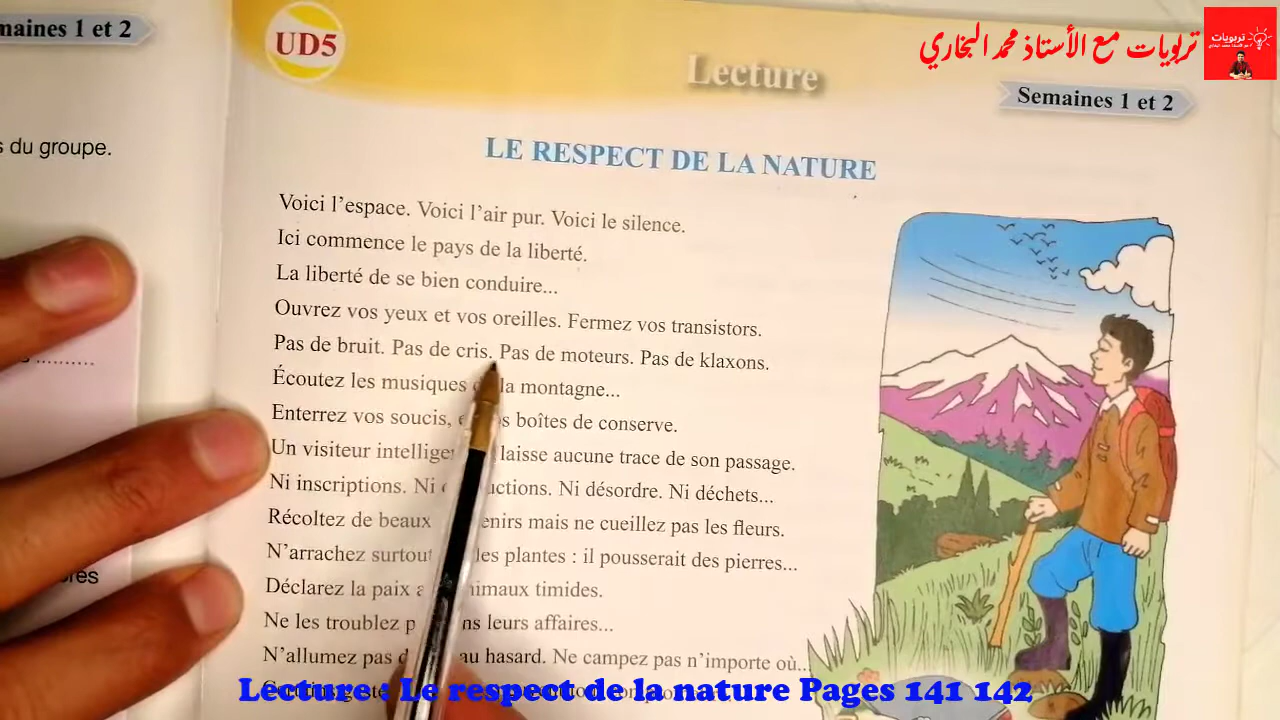 maines 1 et 2
s du groupe.
UD5
Lecture
تربويات مع الأستاذ محمد البخاري
تربويات
Semaines 1 et 2
LE RESPECT DE LA NATURE
Voici l'espace. Voici l'air pur. Voici le silence.
Ici commence le pays de la liberté.
La liberté de se bien conduire...
Ouvrez vos yeux et vos oreilles. Fermez vos transistors.
Pas de bruit. Pas de cris. Pas de moteurs. Pas de klaxons.
Écoutez les musiques la montagne...
Enterrez vos soucis, boîtes de conserve.
Un visiteur laisse aucune trace de son passage.
Ni inscriptions. Ni Ni désordre. Ni déchets...
Récoltez de beaux mais ne cueillez pas les fleurs.
N'arrachez surtout les plantes : il pousserait des pierres...
Déclarez la paix timides.
Ne les troublez leurs affaires...
N'allumez pas au hasard. Ne campez pas n'importe où...
Lecture : Le respect de la nature Pages 141 142